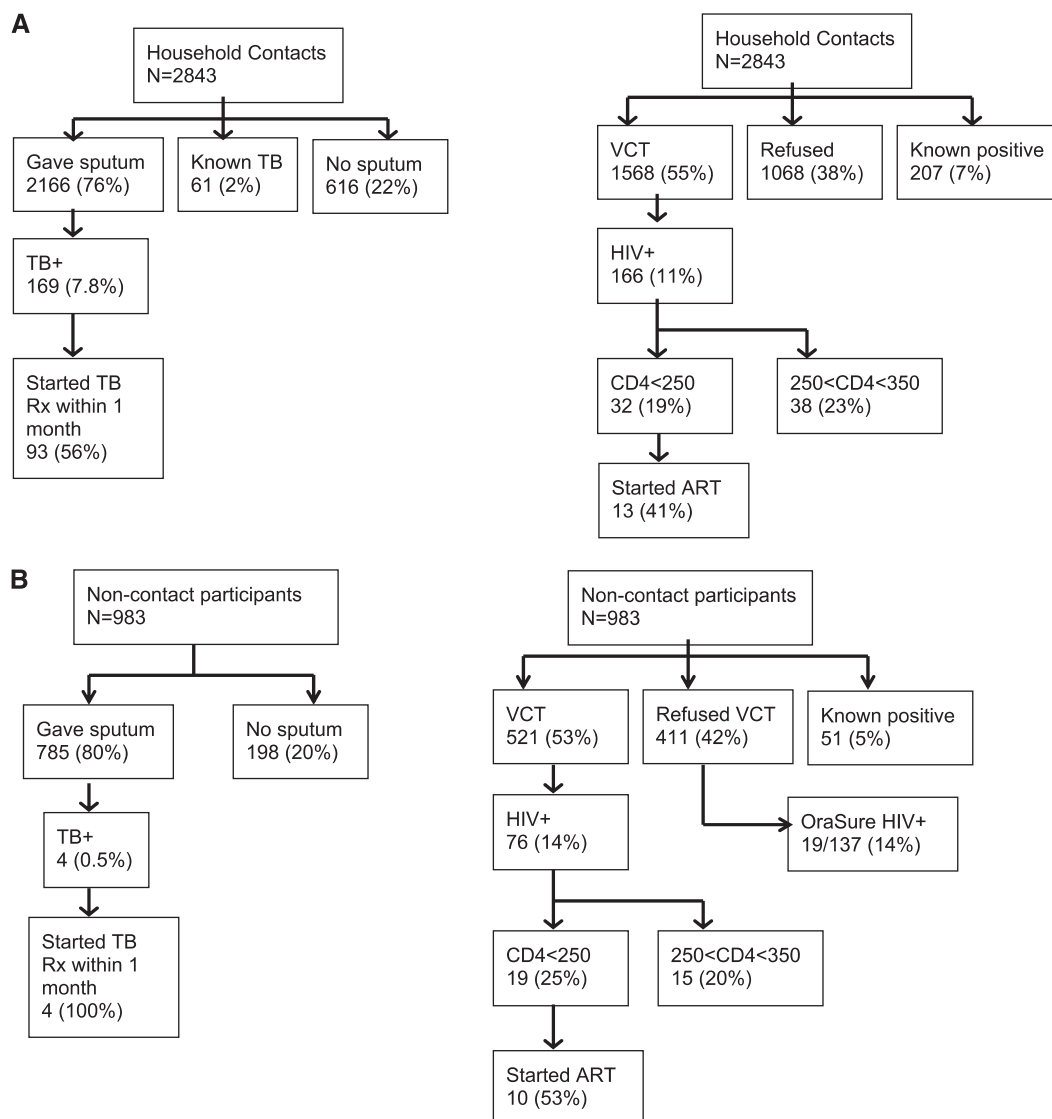 A
Household Contacts
N=2843
Gave sputum
2166 (76%)
Known TB
61 (2%)
No sputum
616 (22%)
TB+
169 (7.8%)
Started TB
Rx within 1
month
93 (56%)
Household Contacts
N=2843
VCT
1568 (55%)
Refused
1068 (38%)
Known positive
207 (7%)
HIV+
166 (11%)
CD4<250
32 (19%)
250<CD4<350
38 (23%)
Started ART
13 (41%)
B
Non-contact participants
N=983
Gave sputum
785 (80%)
No sputum
198 (20%)
TB+
4 (0.5%)
Started TB
Rx within 1
month
4 (100%)
Non-contact participants
N=983
VCT
521 (53%)
Refused VCT
411 (42%)
Known positive
51 (5%)
HIV+
76 (14%)
OraSure HIV+
19/137 (14%)
CD4<250
19 (25%)
250<CD4<350
15 (20%)
Started ART
10 (53%)